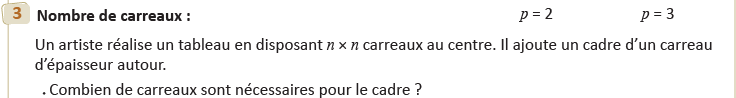 3 Nombre de carreaux : p = 2 p = 3
Un artiste réalise un tableau en disposant n × n carreaux au centre. Il ajoute un cadre d'un carreau
d'épaisseur autour.
. Combien de carreaux sont nécessaires pour le cadre ?